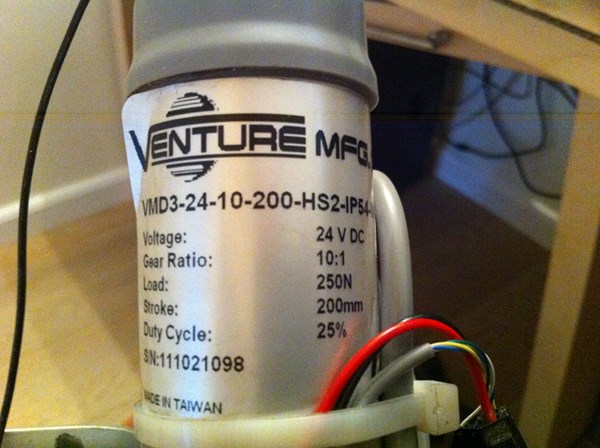 VENTURE MFG.
VMD3-24-10-200-HS2-IP54-
Voltage: 24 V DC
Gear Ratio: 10:1
Load: 250N
Stroke: 200mm
Duty Cycle: 25%
S/N:111021098
MADE IN TAIWAN